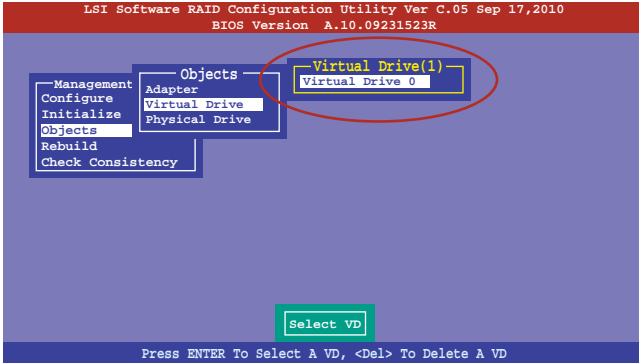 LSI Software RAID Configuration Utility Ver C.05 Sep 17,2010
BIOS Version A.10.09231523R
Management
Configure
Initialize
Objects
Rebuild
Check Consistency
Objects
Adapter
Virtual Drive
Physical Drive
Virtual Drive(1)
Virtual Drive 0
Select VD
Press ENTER To Select A VD, <Del> To Delete A VD